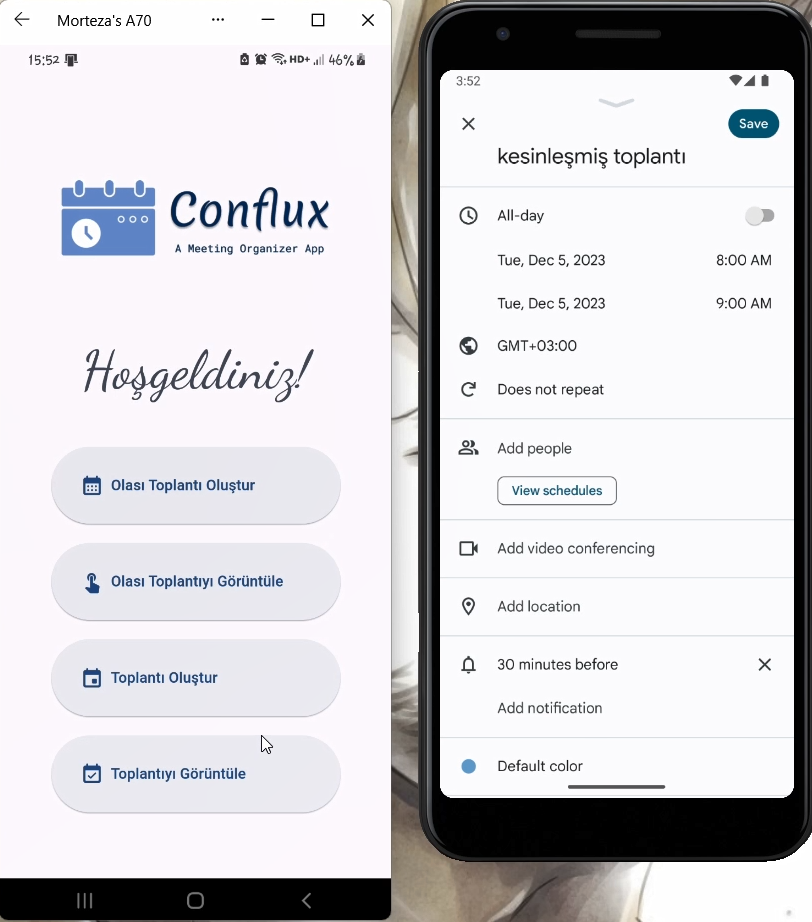 Morteza's A70
15:52
HD+
46%
Conflux
A Meeting Organizer App
Hoşgeldiniz!
Olası Toplantı Oluştur
Olası Toplantıyı Görüntüle
Toplantı Oluştur
Toplantıyı Görüntüle
3:52
Save
kesinleşmiş toplantı
All-day
Tue, Dec 5, 2023 8:00 AM
Tue, Dec 5, 2023 9:00 AM
GMT+03:00
Does not repeat
Add people
View schedules
Add video conferencing
Add location
30 minutes before
Add notification
Default color